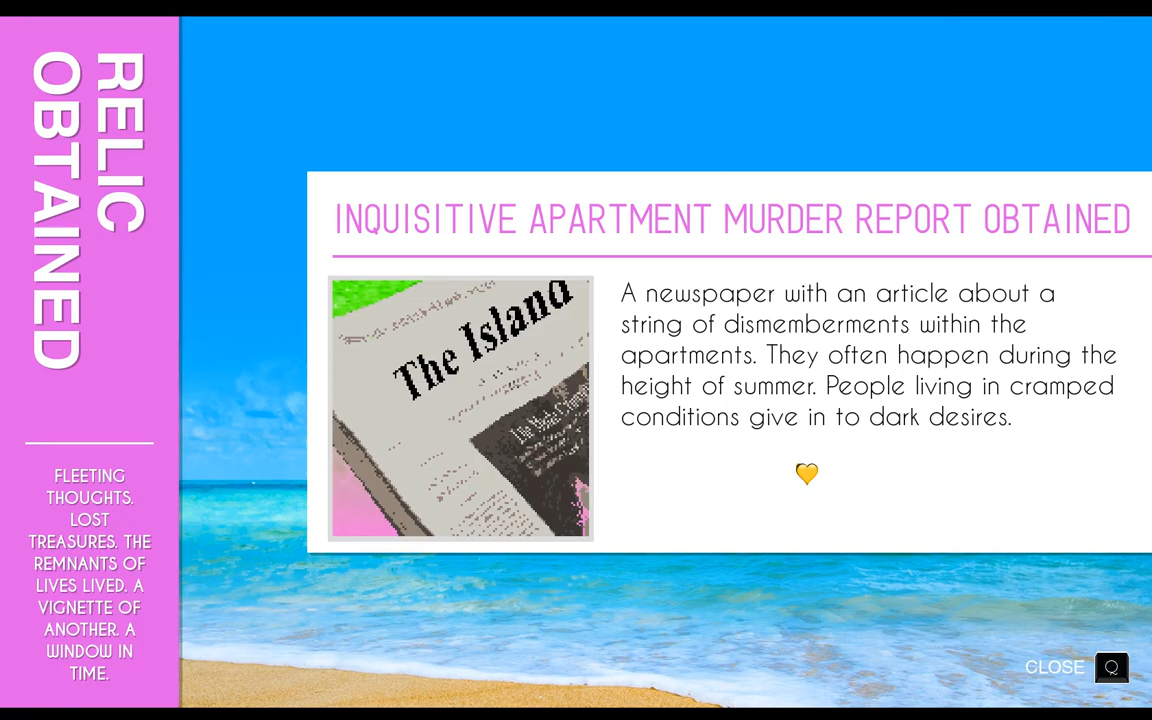 RELIC
OBTAINED
FLEETING
THOUGHTS.
LOST
TREASURES. THE
REMNANTS OF
LIVES LIVED. A
VIGNETTE OF
ANOTHER. A
WINDOW IN
TIME.
INQUISITIVE APARTMENT MURDER REPORT OBTAINED
The Island
A newspaper with an article about a
string of dismemberments within the
apartments. They often happen during the
height of summer. People living in cramped
conditions give in to dark desires.
CLOSE Q